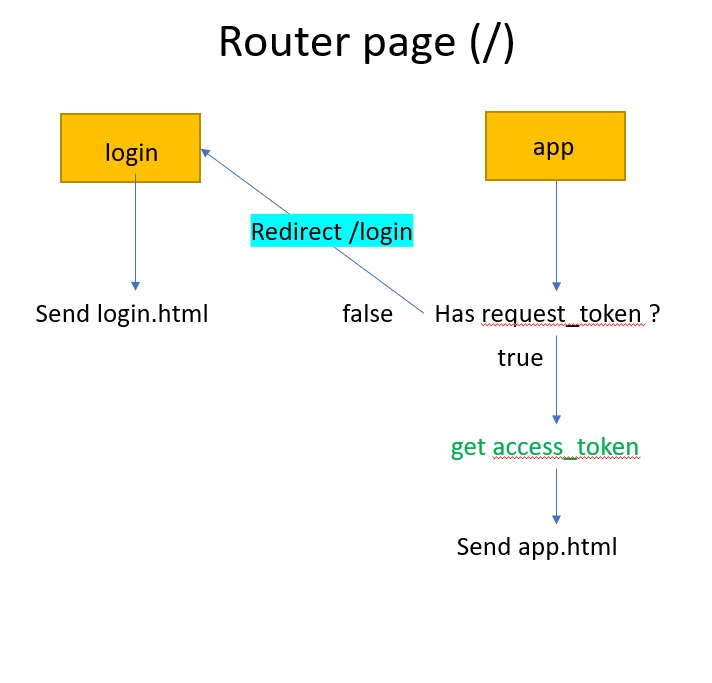 Router page (/)
login
app
Redirect /login
Send login.html
false
Has request_token ?
true
get access_token
Send app.html